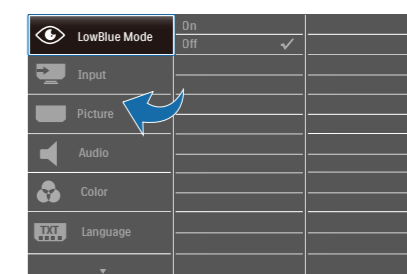 LowBlue Mode
On
Off
Input
Picture
Audio
Color
TXT
Language